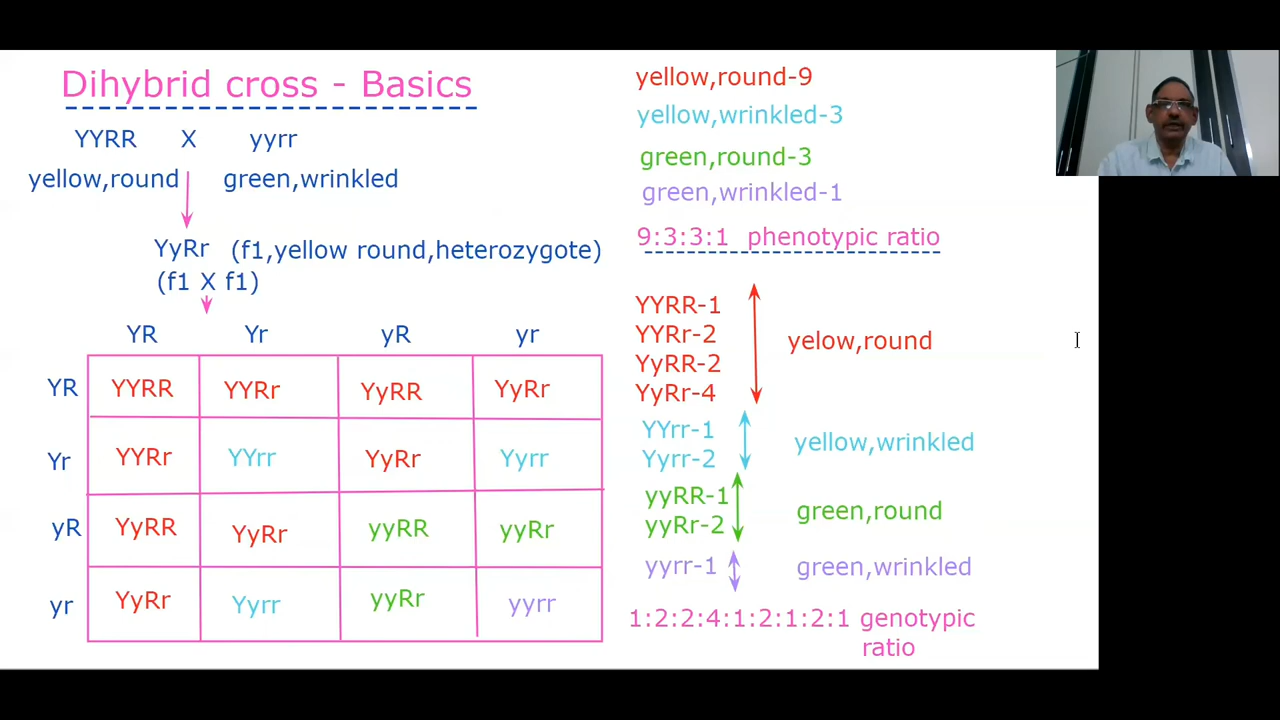 Dihybrid cross - Basics
YYRR X yyrr
yellow,round green,wrinkled
YyRr (f1,yellow round,heterozygote)
(f1 X f1)
YR Yr yR yr
YR YYRR YYRr YyRR YyRr
Yr YYRr YYrr YyRr Yyrr
yR YyRR YyRr yyRR yyRr
yr YyRr Yyrr yyRr yyrr
yellow,round-9
yellow,wrinkled-3
green,round-3
green,wrinkled-1
9:3:3:1 phenotypic ratio
YYRR-1
YYRr-2
YyRR-2
YyRr-4
yelow,round
YYrr-1
Yyrr-2
yellow,wrinkled
yyRR-1
yyRr-2
green,round
yyrr-1
green,wrinkled
1:2:2:4:1:2:1:2:1 genotypic
ratio